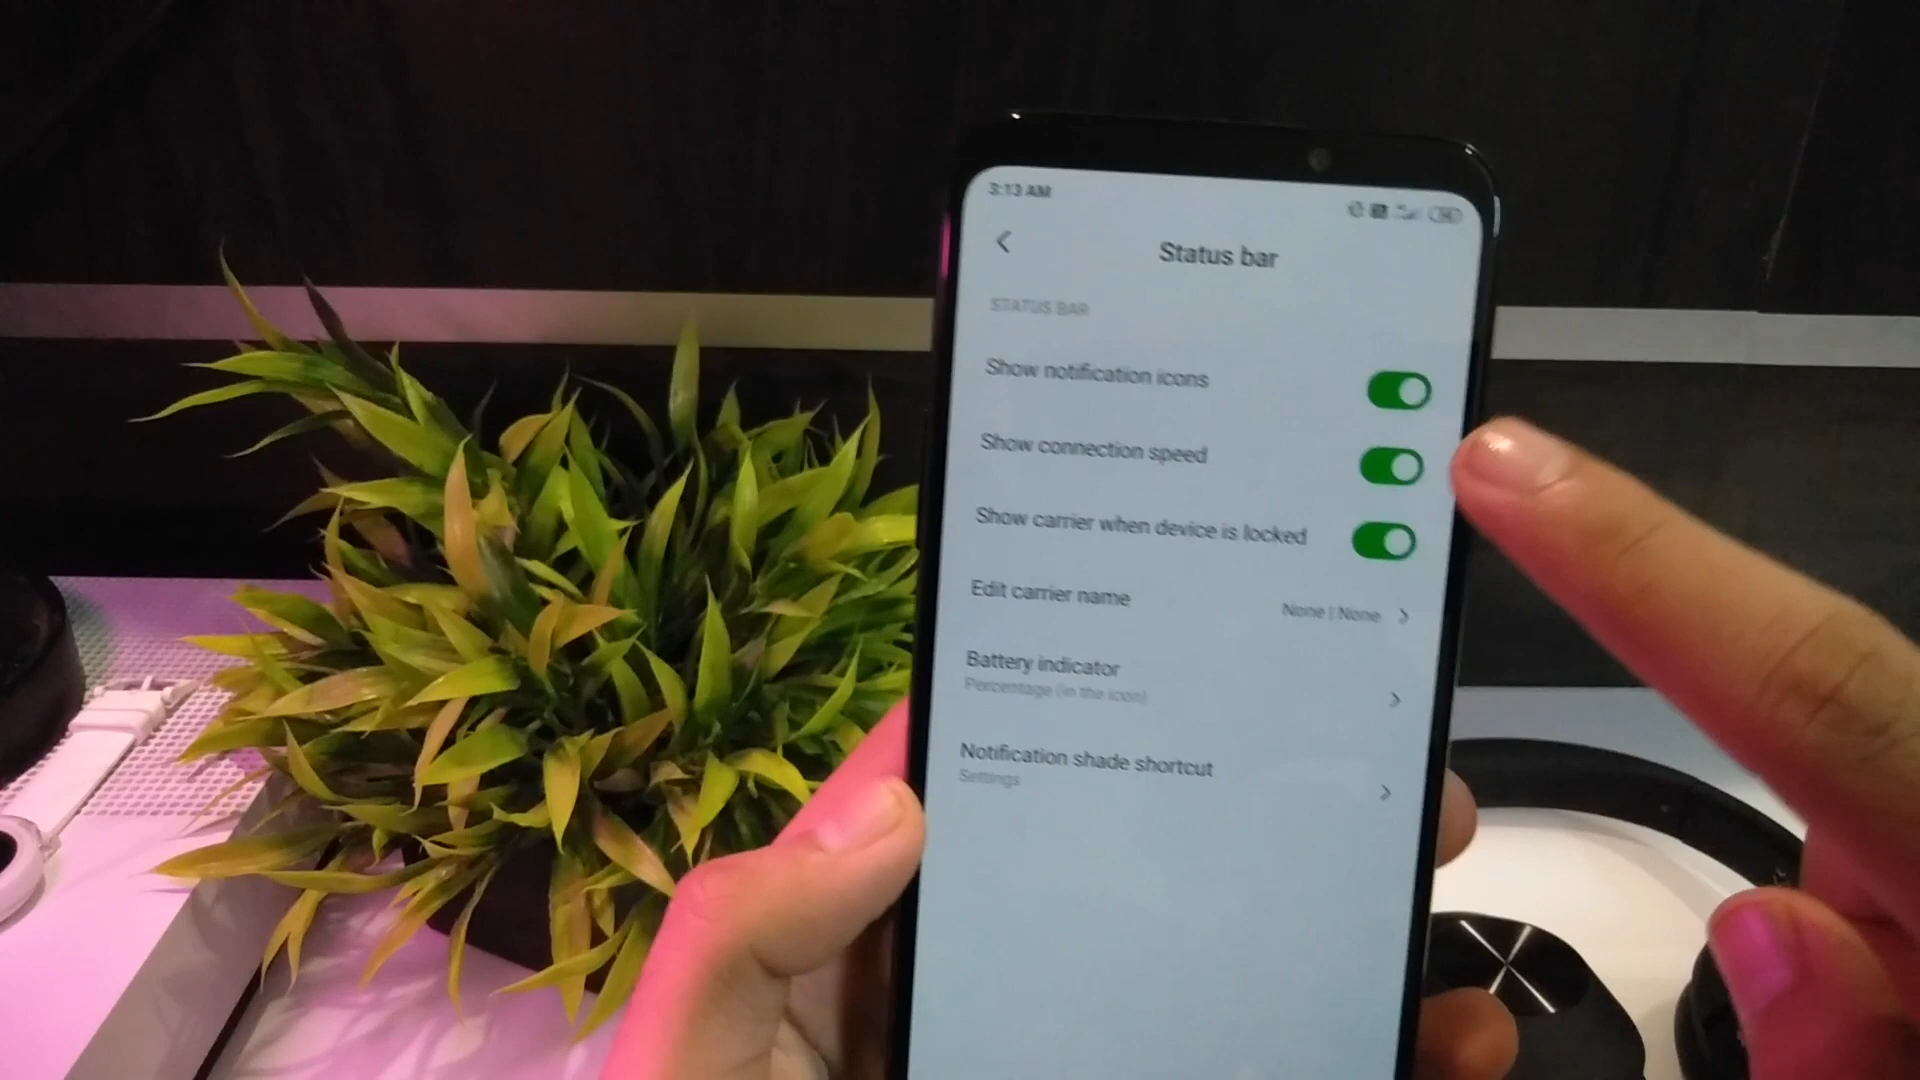 3:13 AM
Status bar
STATUS BAR
Show notification icons
Show connection speed
Show carrier when device is locked
Edit carrier name
None | None
Battery indicator
Percentage (in the icon)
Notification shade shortcut
Settings